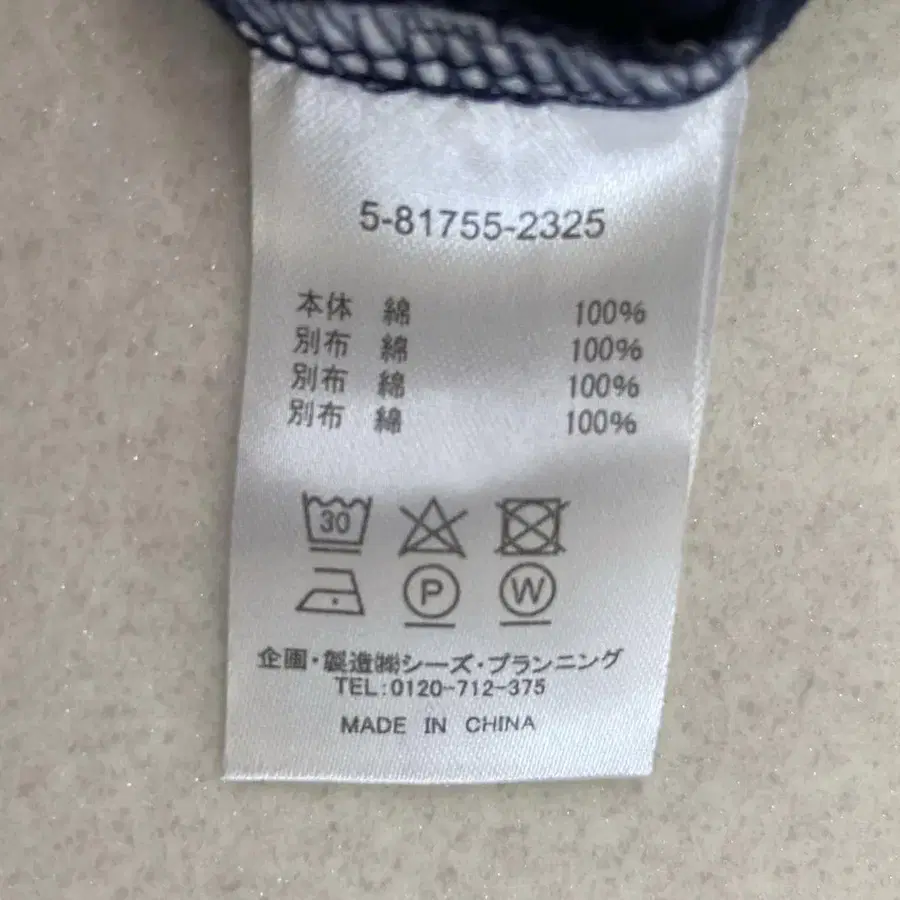 5-81755-2325
本体 綿 100%
別布 綿 100%
別布 綿 100%
別布 綿 100%
30
P W
企画・製造㈱シーズ・プランニング
TEL:0120-712-375
MADE IN CHINA